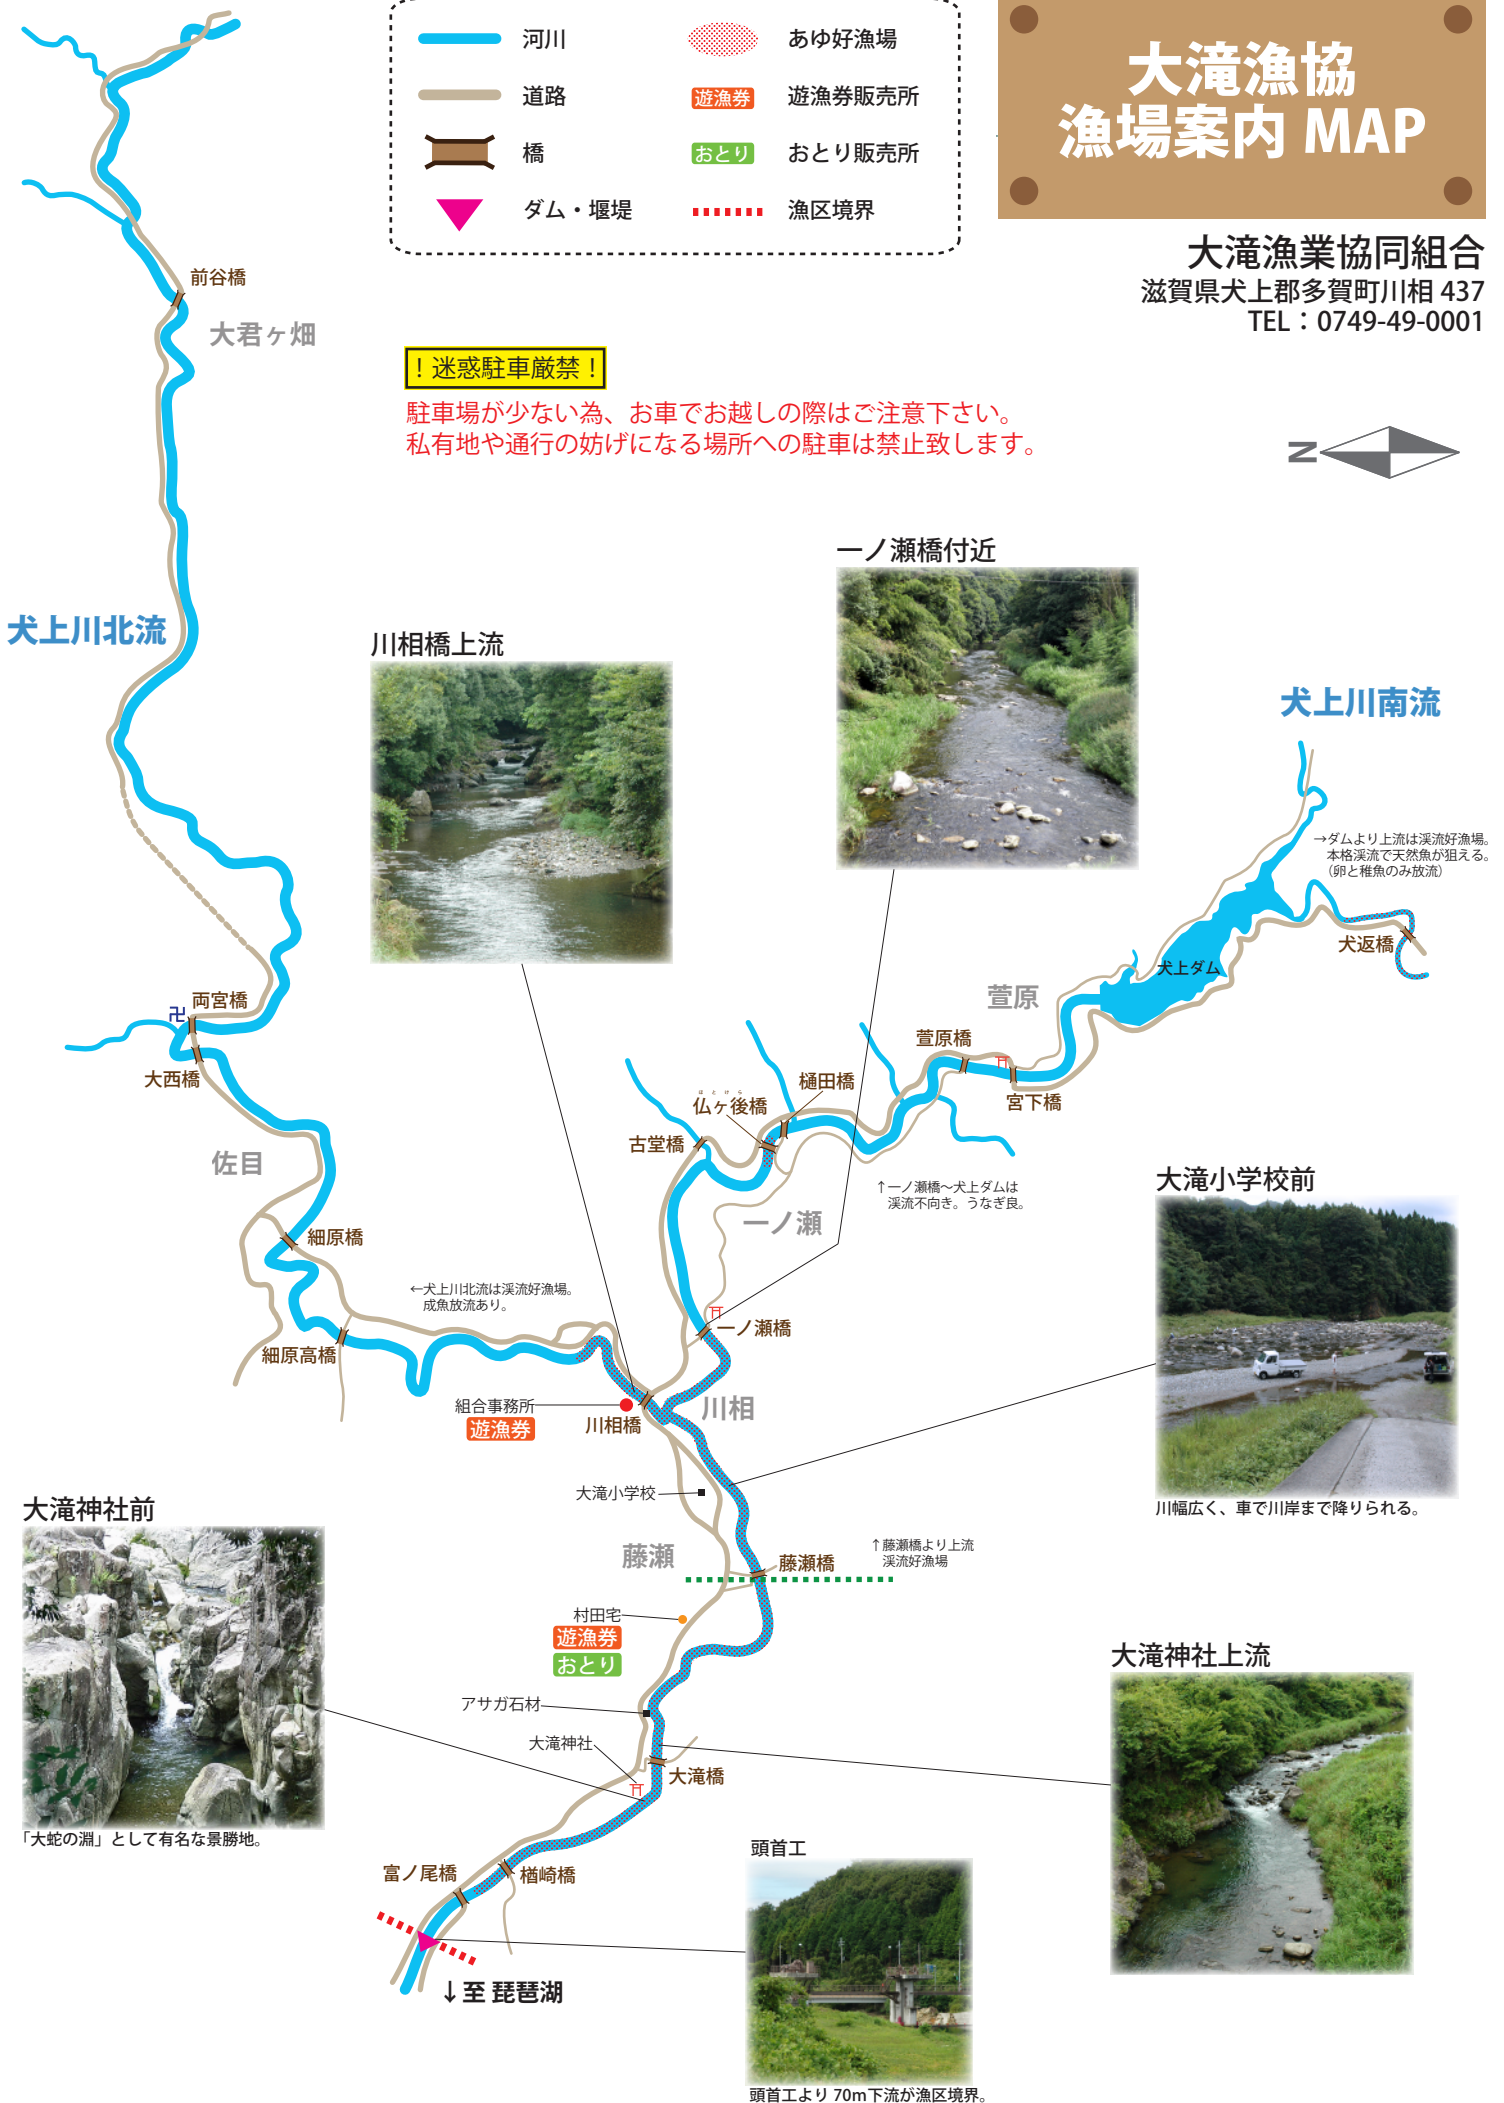 河川
道路
橋
ダム・堰堤
あゆ好漁場
遊漁券 遊漁券販売所
おとり おとり販売所
漁区境界
大滝漁協
漁場案内 MAP
大滝漁業協同組合
滋賀県犬上郡多賀町川相 437
TEL：0749-49-0001
前谷橋
大君ヶ畑
！迷惑駐車厳禁！
駐車場が少ない為、お車でお越しの際はご注意下さい。
私有地や通行の妨げになる場所への駐車は禁止致します。
N
一ノ瀬橋付近
犬上川北流
川相橋上流
犬上川南流
→ダムより上流は渓流好漁場。
本格渓流で天然魚が狙える。
（卵と稚魚のみ放流）
犬返橋
犬上ダム
萱原
両宮橋
卍
大西橋
萱原橋
宮下橋
樋田橋
ほとけら
仏ヶ後橋
古堂橋
佐目
↑一ノ瀬橋～犬上ダムは
渓流不向き。うなぎ良。
大滝小学校前
一ノ瀬
細原橋
←犬上川北流は渓流好漁場。
成魚放流あり。
一ノ瀬橋
細原高橋
組合事務所
遊漁券
川相橋
川相
大滝小学校
川幅広く、車で川岸まで降りられる。
大滝神社前
藤瀬
藤瀬橋
↑藤瀬橋より上流
渓流好漁場
村田宅
遊漁券
おとり
大滝神社上流
アサガ石材
大滝神社
大滝橋
「大蛇の淵」として有名な景勝地。
頭首工
富ノ尾橋
楢崎橋
↓至 琵琶湖
頭首工より 70m下流が漁区境界。